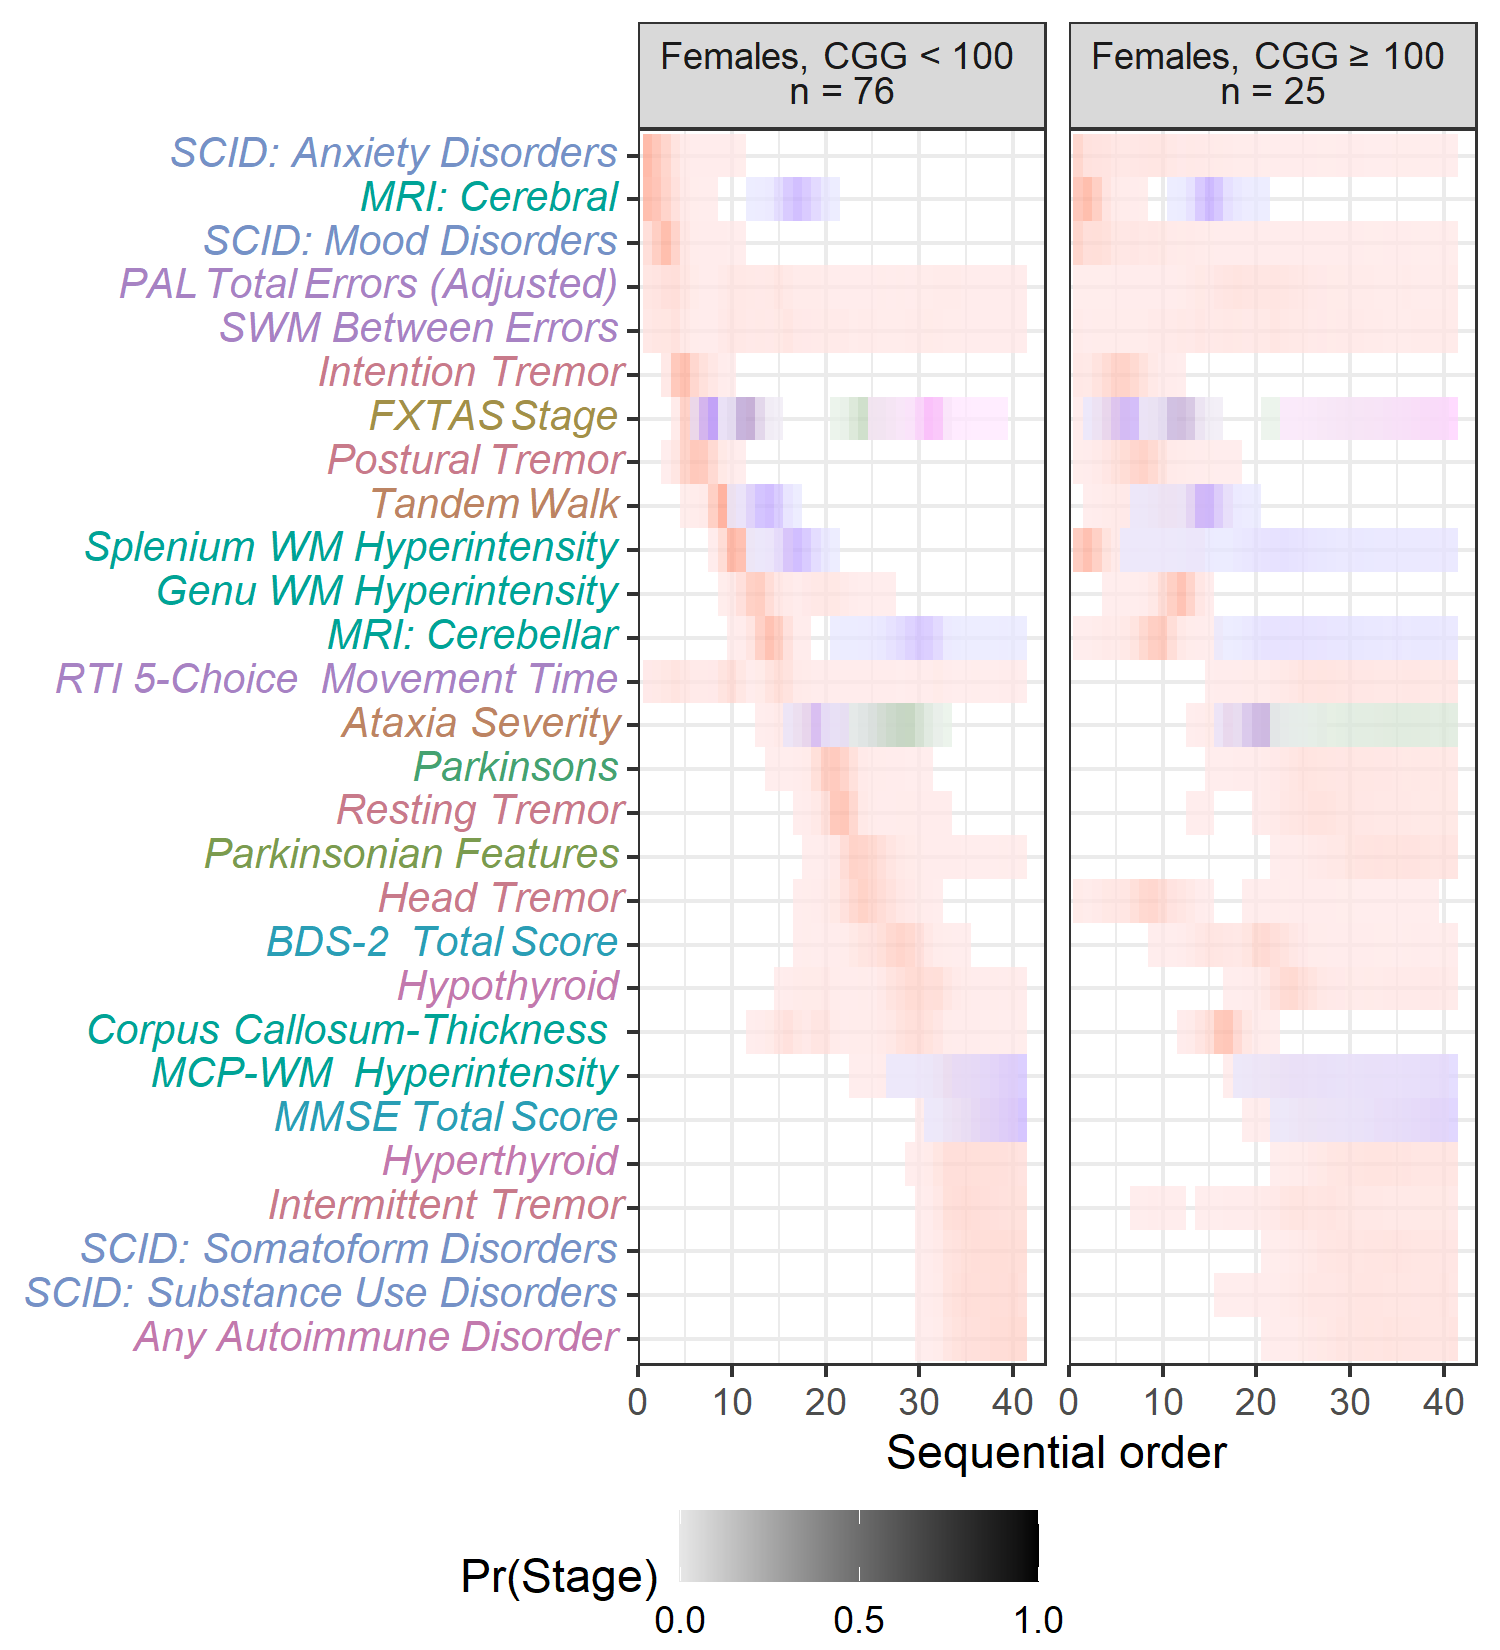 Females, CGG < 100
n = 76
Females, CGG ≥ 100
n = 25
SCID: Anxiety Disorders
MRI: Cerebral
SCID: Mood Disorders
PAL Total Errors (Adjusted)
SWM Between Errors
Intention Tremor
FXTAS Stage
Postural Tremor
Tandem Walk
Splenium WM Hyperintensity
Genu WM Hyperintensity
MRI: Cerebellar
RTI 5-Choice Movement Time
Ataxia Severity
Parkinsons
Resting Tremor
Parkinsonian Features
Head Tremor
BDS-2 Total Score
Hypothyroid
Corpus Callosum-Thickness
MCP-WM Hyperintensity
MMSE Total Score
Hyperthyroid
Intermittent Tremor
SCID: Somatoform Disorders
SCID: Substance Use Disorders
Any Autoimmune Disorder
0 10 20 30 40 0 10 20 30 40
Sequential order
Pr(Stage)
0.0 0.5 1.0